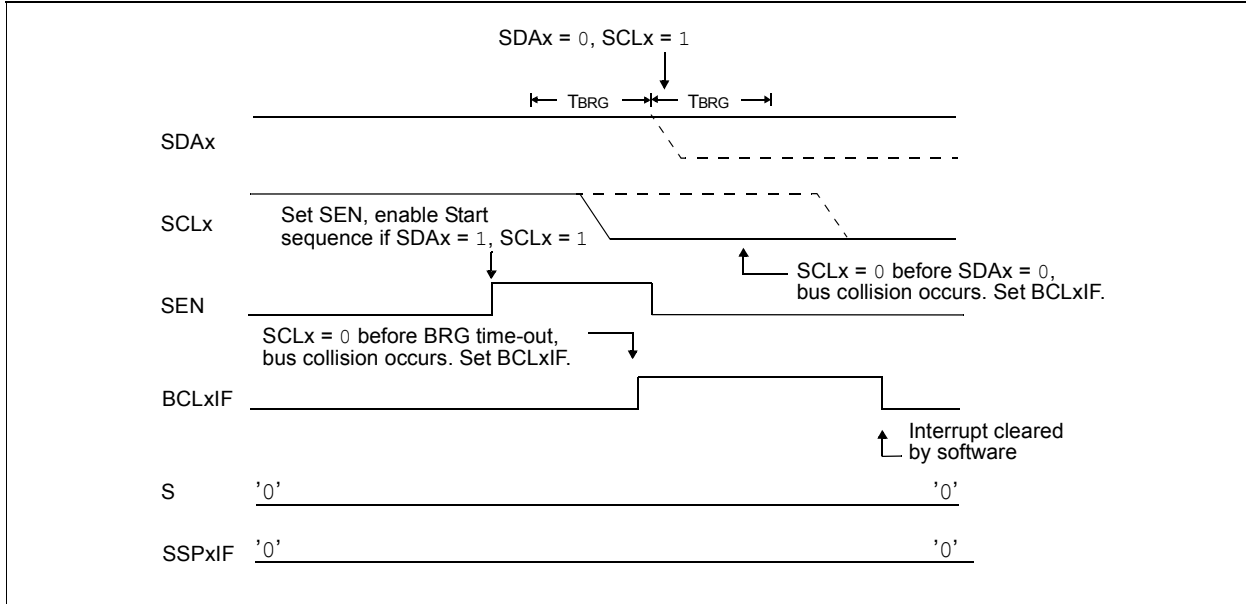 SDAx = 0, SCLx = 1
TBRG TBRG
SDAx
SCLx
Set SEN, enable Start
sequence if SDAx = 1, SCLx = 1
SCLx = 0 before SDAx = 0,
bus collision occurs. Set BCLxIF.
SEN
SCLx = 0 before BRG time-out,
bus collision occurs. Set BCLxIF.
BCLxIF
Interrupt cleared
by software
S '0' '0'
SSPxIF '0' '0'